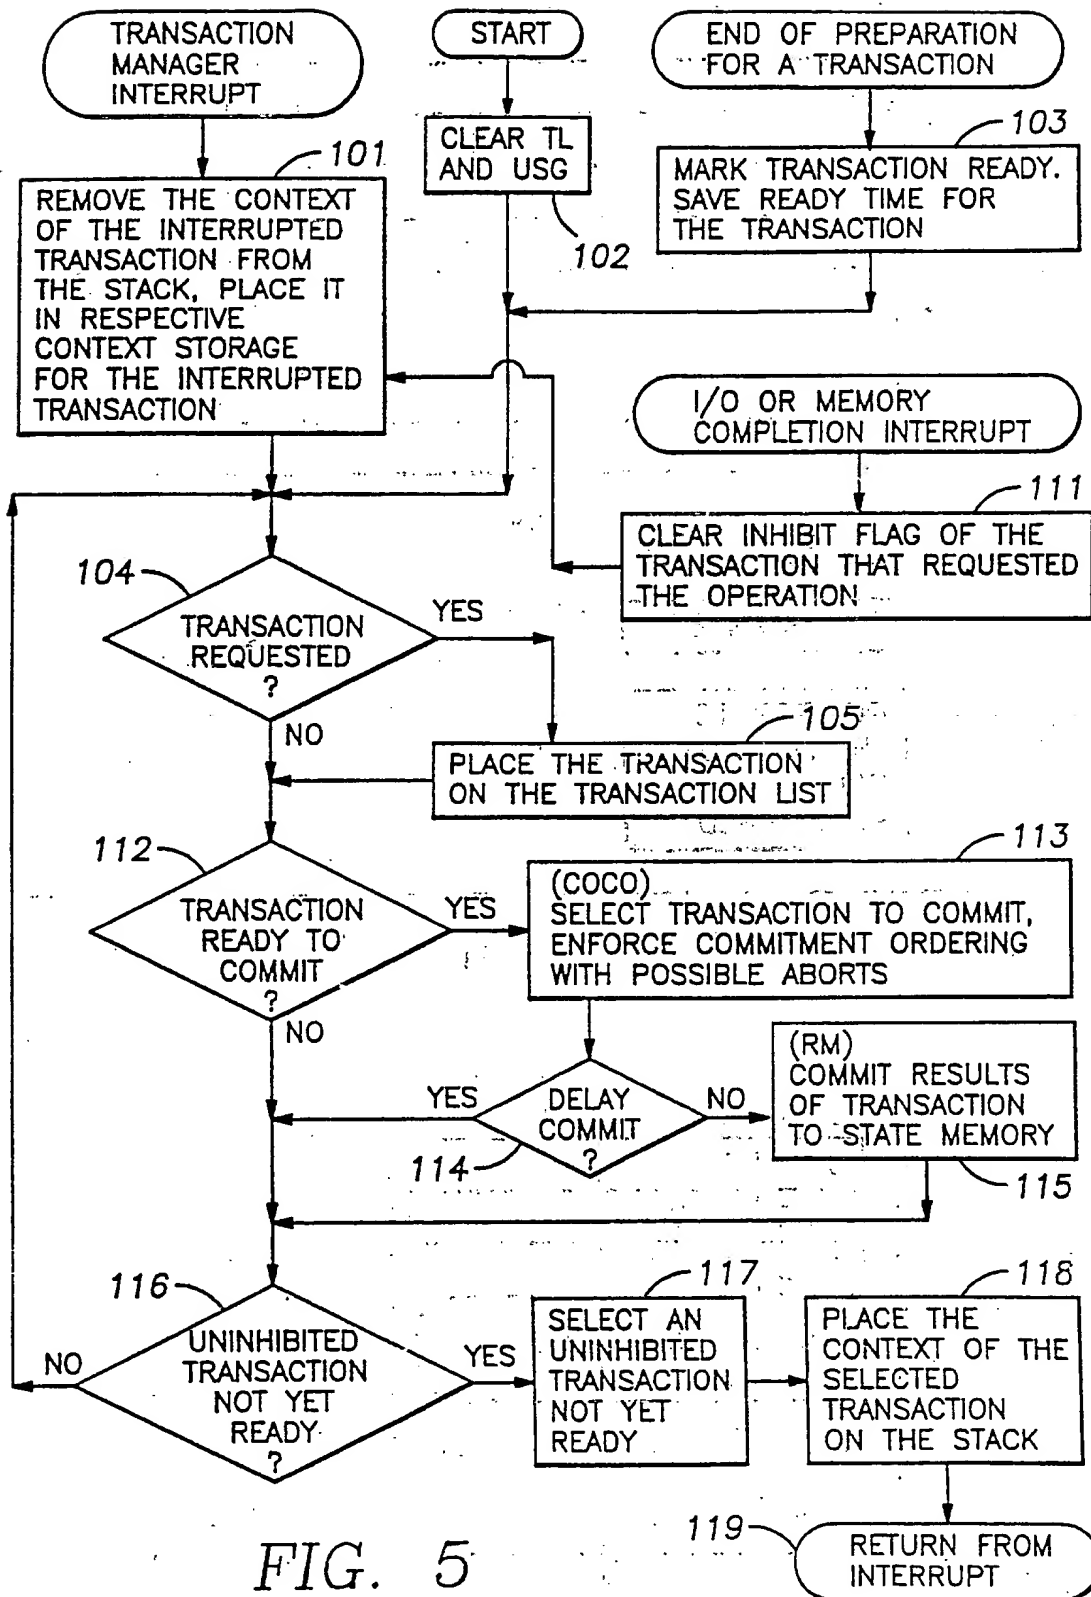 TRANSACTION
MANAGER
INTERRUPT
START
END OF PREPARATION
FOR A TRANSACTION
101
REMOVE THE CONTEXT
OF THE INTERRUPTED
TRANSACTION FROM
THE STACK, PLACE IT
IN RESPECTIVE
CONTEXT STORAGE
FOR THE INTERRUPTED
TRANSACTION
CLEAR TL
AND USG
102
103
MARK TRANSACTION READY.
SAVE READY TIME FOR
THE TRANSACTION
I/O OR MEMORY
COMPLETION INTERRUPT
111
CLEAR INHIBIT FLAG OF THE
TRANSACTION THAT REQUESTED
THE OPERATION
104
TRANSACTION
REQUESTED
?
YES
NO
105
PLACE THE TRANSACTION
ON THE TRANSACTION LIST
112
TRANSACTION
READY TO
COMMIT
?
YES
NO
113
(COCO)
SELECT TRANSACTION TO COMMIT,
ENFORCE COMMITMENT ORDERING
WITH POSSIBLE ABORTS
YES
DELAY
COMMIT
?
NO
114
(RM)
COMMIT RESULTS
OF TRANSACTION
TO STATE MEMORY
115
116
UNINHIBITED
TRANSACTION
NOT YET
READY
?
NO
YES
117
SELECT AN
UNINHIBITED
TRANSACTION
NOT YET
READY
118
PLACE THE
CONTEXT OF THE
SELECTED
TRANSACTION
ON THE STACK
119
RETURN FROM
INTERRUPT
FIG. 5